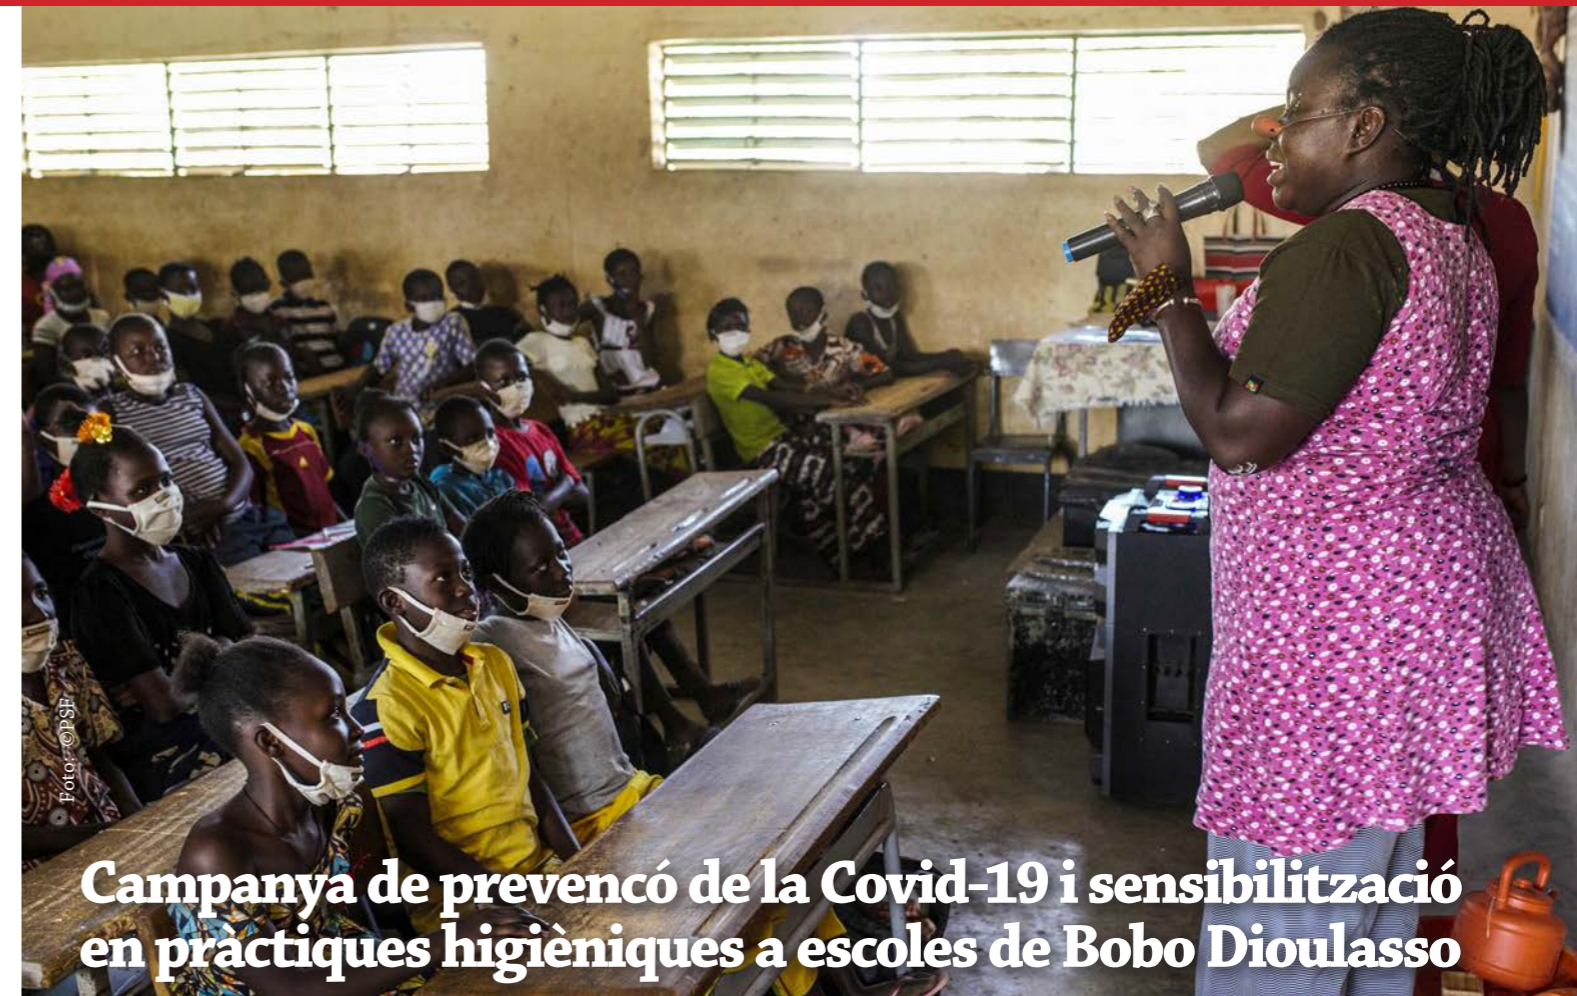 Foto: ©PSF
Campanya de prevencó de la Covid-19 i sensibilització
en pràctiques higièniques a escoles de Bobo Dioulasso